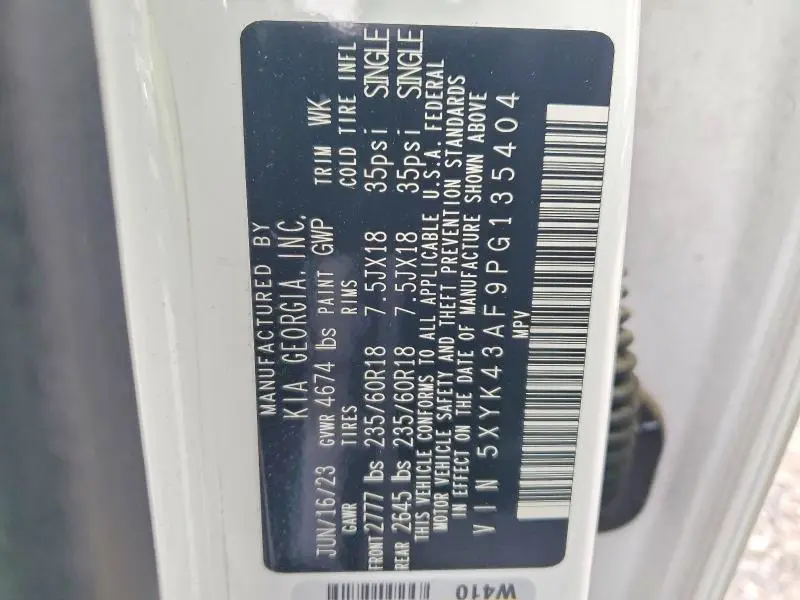 MANUFACTURED BY
KIA GEORGIA, INC.
JUN/16/23 GVWR 4674 lbs PAINT GWP TRIM WK
GAWR TIRES RIMS COLD TIRE INFL
FRONT 2777 lbs 235/60R18 7.5JX18 35psi SINGLE
REAR 2645 lbs 235/60R18 7.5JX18 35psi SINGLE
THIS VEHICLE CONFORMS TO ALL APPLICABLE U.S.A. FEDERAL
MOTOR VEHICLE SAFETY AND THEFT PREVENTION STANDARDS
IN EFFECT ON THE DATE OF MANUFACTURE SHOWN ABOVE
VIN 5XYK43AF9PG135404
MPV
W410